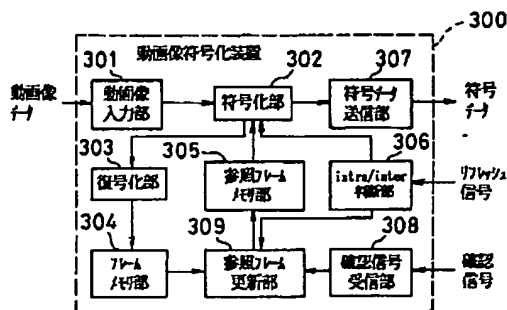 300
動画像符号化装置
301
302
307
動画像
データ
動画像
入力部
符号化部
符号データ
送信部
符号
データ
303
305
306
復号化部
参照フレーム
メモリ部
intra/inter
判断部
リフレッシュ
信号
304
309
308
フレーム
メモリ部
参照フレーム
更新部
確認信号
受信部
確認
信号